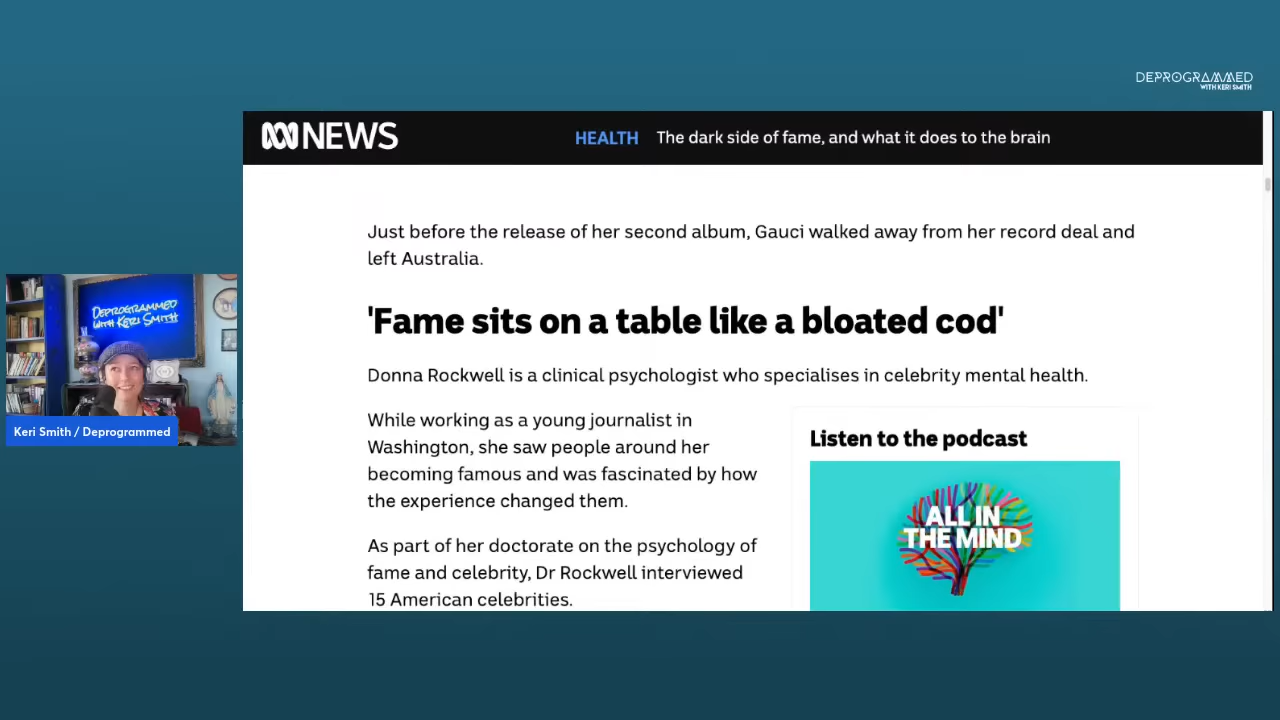 DEPROGRAMMED
WITH KERI SMITH
NEWS
HEALTH The dark side of fame, and what it does to the brain
Just before the release of her second album, Gauci walked away from her record deal and
left Australia.
'Fame sits on a table like a bloated cod'
Donna Rockwell is a clinical psychologist who specialises in celebrity mental health.
While working as a young journalist in
Washington, she saw people around her
becoming famous and was fascinated by how
the experience changed them.
As part of her doctorate on the psychology of
fame and celebrity, Dr Rockwell interviewed
15 American celebrities.
Listen to the podcast
ALL IN
THE MIND
DEPROGRAMMED
WITH KERI SMITH
Keri Smith / Deprogrammed